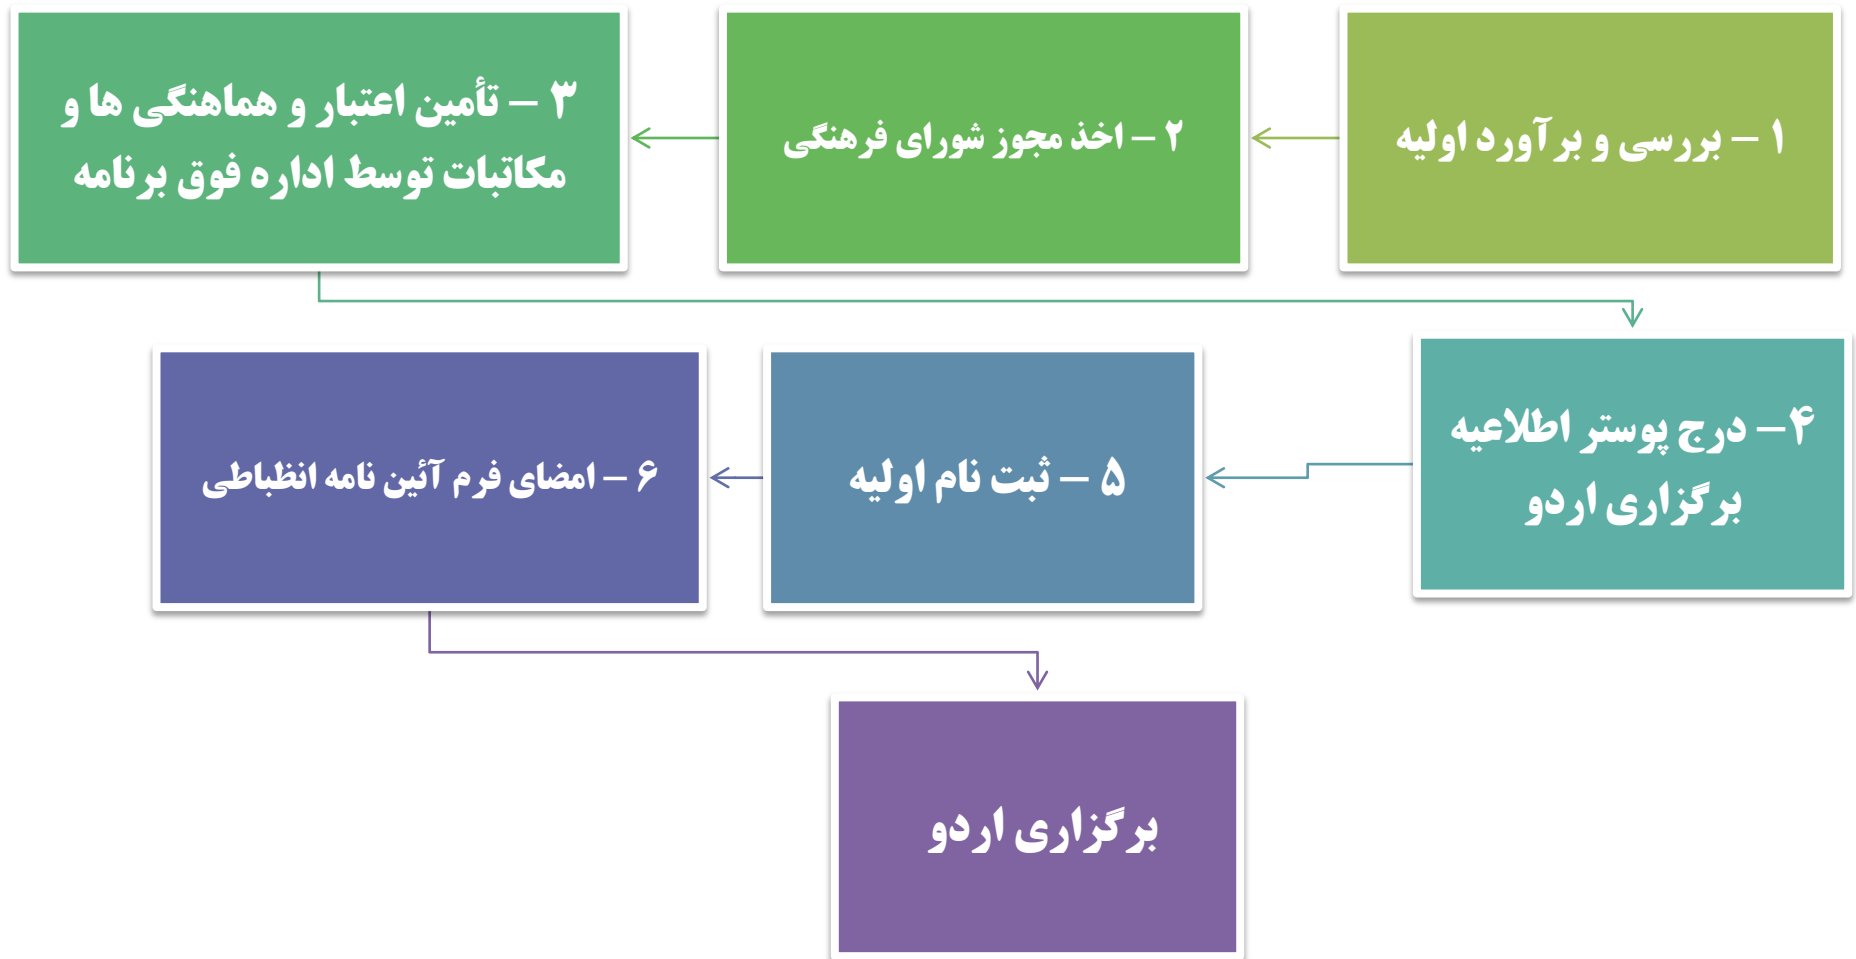 ۱ – بررسی و برآورد اولیه
۲ – اخذ مجوز شورای فرهنگی
۳ – تأمین اعتبار و هماهنگی ها و
مکاتبات توسط اداره فوق برنامه
۴– درج پوستر اطلاعیه
برگزاری اردو
۵ – ثبت نام اولیه
۶ – امضای فرم آئین نامه انظباطی
برگزاری اردو